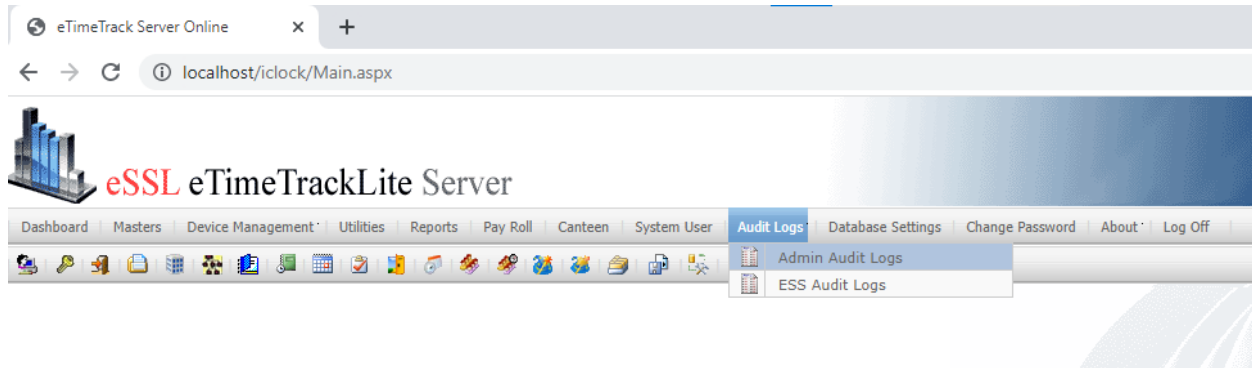 eTimeTrack Server Online
localhost/iclock/Main.aspx
eSSL eTimeTrackLite Server
Dashboard Masters Device Management Utilities Reports Pay Roll Canteen System User Audit Logs Database Settings Change Password About Log Off
Admin Audit Logs
ESS Audit Logs